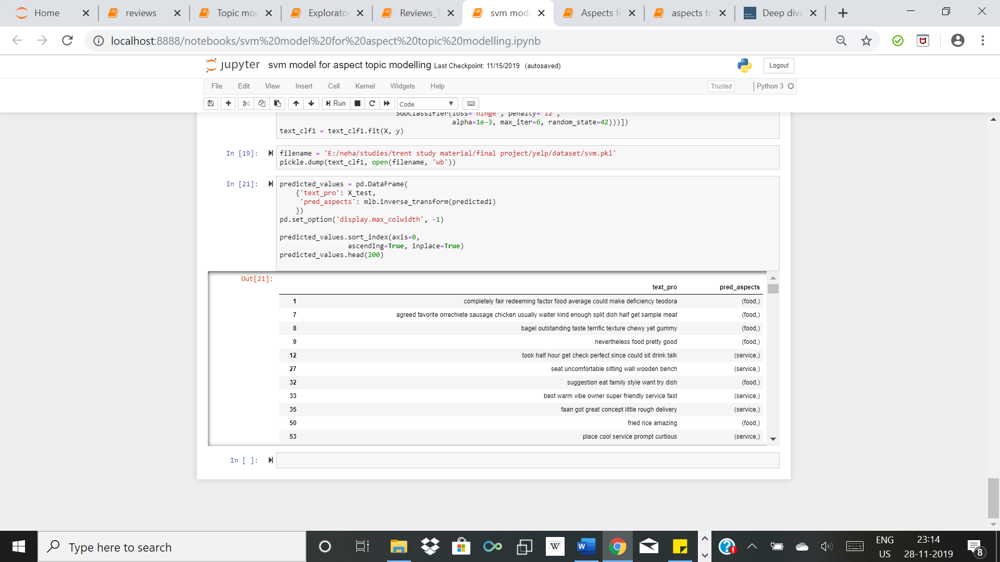 Home
reviews
Topic mod
Explorator
Reviews_T
svm mode
Aspects fo
aspects to
Deep dive
localhost:8888/notebooks/svm%20model%20for%20aspect%20topic%20modelling.ipynb
jupyter svm model for aspect topic modelling Last Checkpoint: 11/15/2019 (autosaved)
Logout
File Edit View Insert Cell Kernel Widgets Help
Trusted Python 3
Run Code
SGDClassifier(loss='hinge', penalty='l2',
alpha=1e-3, max_iter=6, random_state=42)))])
text_clf1 = text_clf1.fit(X, y)
In [19]: filename = 'E:/neha/studies/trent study material/final project/yelp/dataset/svm.pkl'
pickle.dump(text_clf1, open(filename, 'wb'))
In [21]: predicted_values = pd.DataFrame(
{'text_pro': X_test,
'pred_aspects': mlb.inverse_transform(predicted1)
})
pd.set_option('display.max_colwidth', -1)
predicted_values.sort_index(axis=0,
ascending=True, inplace=True)
predicted_values.head(200)
Out[21]:
text_pro pred_aspects
1 completely fair redeeming factor food average could make deficiency teodora (food,)
7 agreed favorite orrechiete sausage chicken usually waiter kind enough split dish half get sample meat (food,)
8 bagel outstanding taste terrific texture chewy yet gummy (food,)
9 nevertheless food pretty good (food,)
12 took half hour get check perfect since could sit drink talk (service,)
27 seat uncomfortable sitting wall wooden bench (service,)
32 suggestion eat family style want try dish (food,)
33 best warm vibe owner super friendly service fast (service,)
35 faan got great concept little rough delivery (service,)
50 fried rice amazing (food,)
53 place cool service prompt curtious (service,)
In [ ]:
Type here to search
W
W
ENG
US
23:14
28-11-2019
8